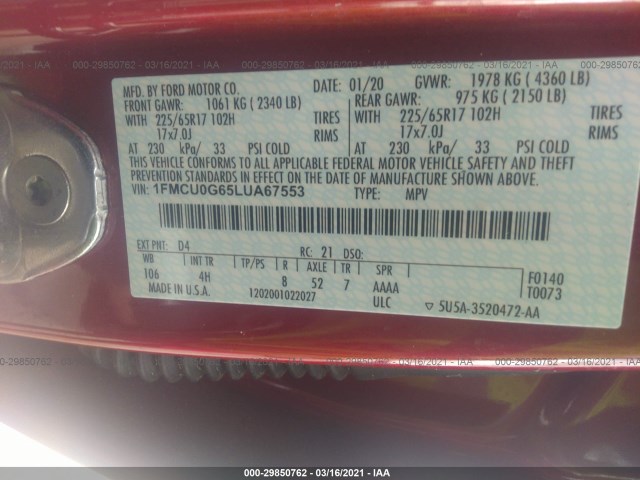 000-29850762 - 03/16/2021 - IAA
MFD. BY FORD MOTOR CO. DATE: 01/20 GVWR: 1978 KG ( 4360 LB)
FRONT GAWR: 1061 KG ( 2340 LB) REAR GAWR: 975 KG ( 2150 LB)
WITH 225/65R17 102H TIRES WITH 225/65R17 102H TIRES
17x7.0J RIMS 17x7.0J RIMS
AT 230 kPa/ 33 PSI COLD AT 230 kPa/ 33 PSI COLD
THIS VEHICLE CONFORMS TO ALL APPLICABLE FEDERAL MOTOR VEHICLE SAFETY AND THEFT
PREVENTION STANDARDS IN EFFECT ON THE DATE OF MANUFACTURE SHOWN ABOVE.
VIN: 1FMCU0G65LUA67553 TYPE: MPV
EXT PNT: D4 RC: 21 DSO:
WB INT TR TP/PS R AXLE TR SPR F0140
106 4H 8 52 7 AAAA T0073
MADE IN U.S.A. 1202001022027 ULC ▽ 5U5A-3520472-AA
000-29850762 - 03/16/2021 - IAA